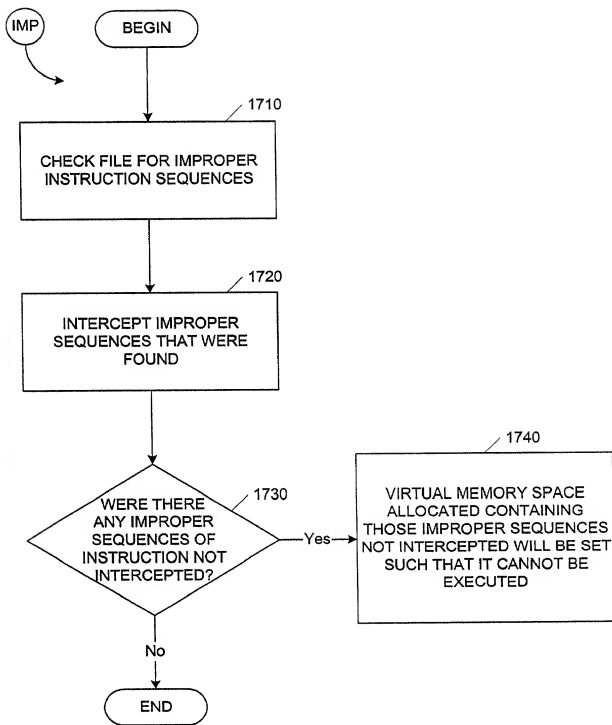 IMP
BEGIN
1710
CHECK FILE FOR IMPROPER
INSTRUCTION SEQUENCES
1720
INTERCEPT IMPROPER
SEQUENCES THAT WERE
FOUND
1730
WERE THERE
ANY IMPROPER
SEQUENCES OF
INSTRUCTION NOT
INTERCEPTED?
Yes
1740
VIRTUAL MEMORY SPACE
ALLOCATED CONTAINING
THOSE IMPROPER SEQUENCES
NOT INTERCEPTED WILL BE SET
SUCH THAT IT CANNOT BE
EXECUTED
No
END